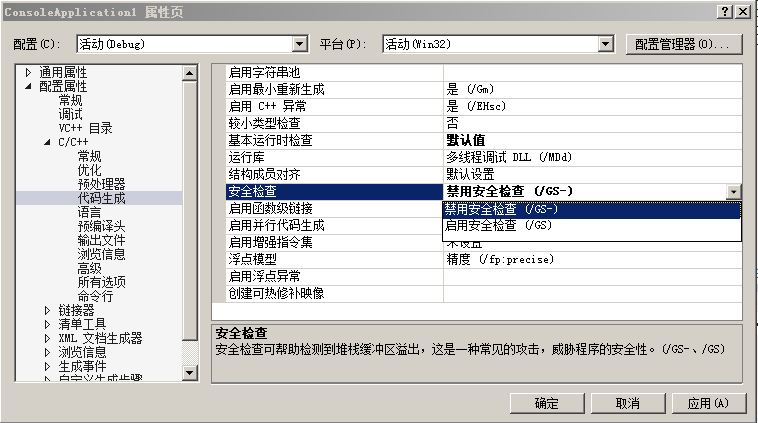 ConsoleApplication1 属性页
配置(C): 活动(Debug) 平台(P): 活动(Win32) 配置管理器(O)...
通用属性
配置属性
常规
调试
VC++ 目录
C/C++
常规
优化
预处理器
代码生成
语言
预编译头
输出文件
浏览信息
高级
所有选项
命令行
链接器
清单工具
XML 文档生成器
浏览信息
生成事件
自定义生成步骤
启用字符串池
启用最小重新生成 是 (/Gm)
启用 C++ 异常 是 (/EHsc)
较小类型检查 否
基本运行时检查 默认值
运行库 多线程调试 DLL (/MDd)
结构成员对齐 默认设置
安全检查 禁用安全检查 (/GS-)
启用函数级链接 禁用安全检查 (/GS-)
启用并行代码生成 启用安全检查 (/GS)
启用增强指令集 未设置
浮点模型 精度 (/fp:precise)
启用浮点异常
创建可热修补映像
安全检查
安全检查可帮助检测到堆栈缓冲区溢出，这是一种常见的攻击，威胁程序的安全性。(/GS-、/GS)
确定 取消 应用(A)